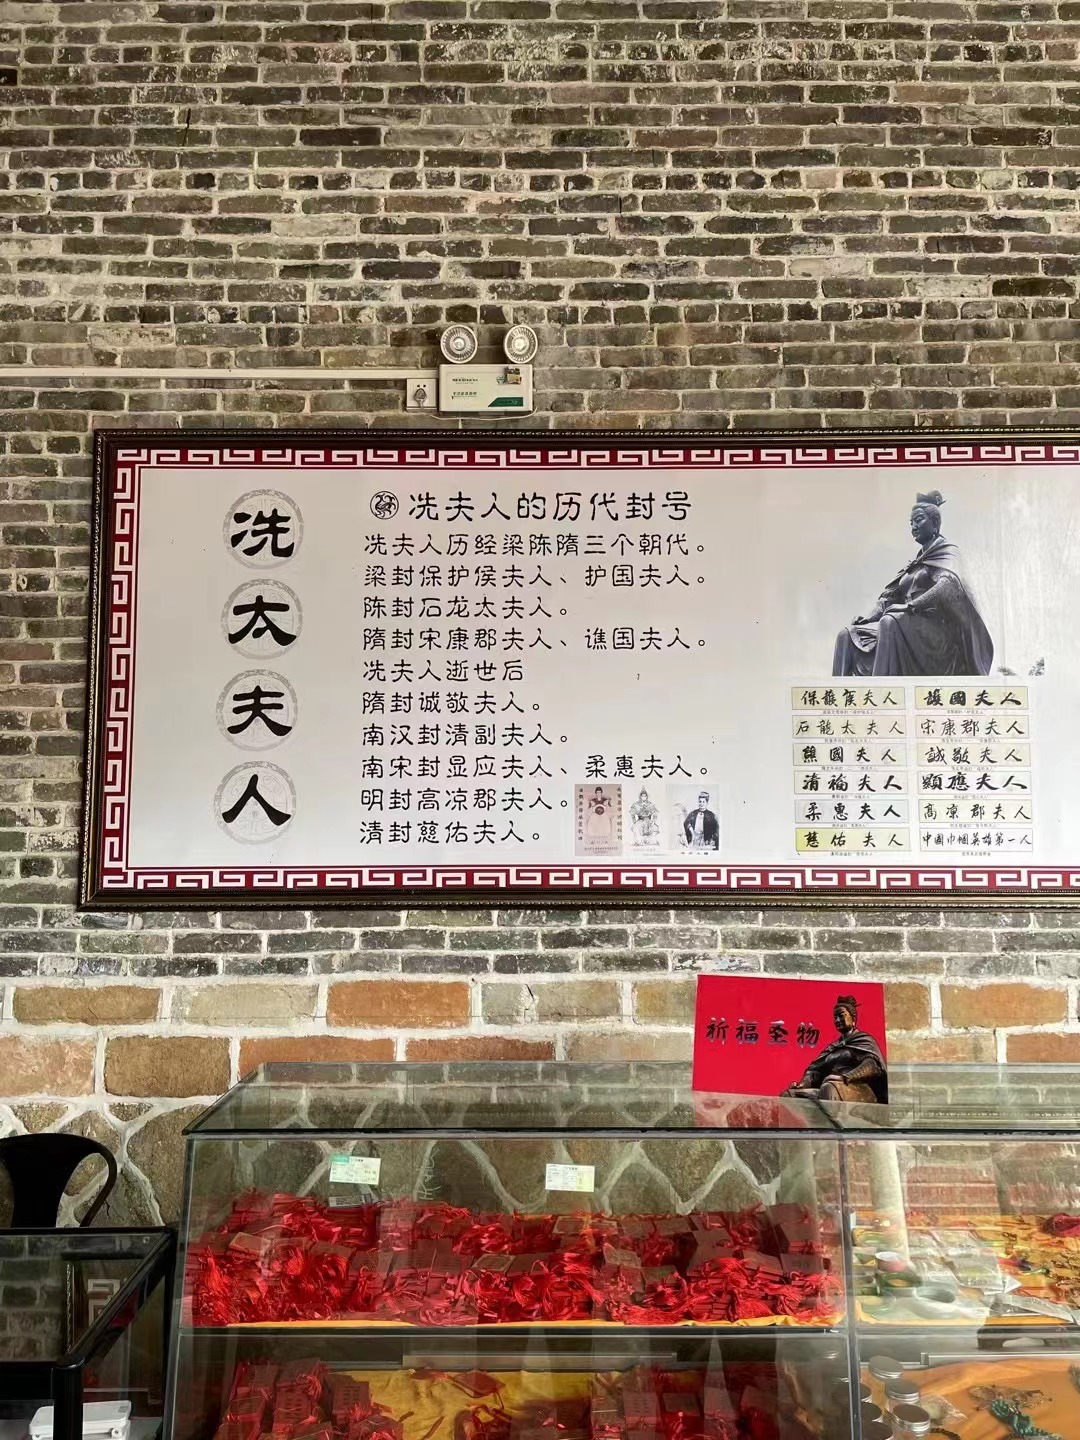 冼太夫人
冼夫人的历代封号
冼夫人历经梁陈隋三个朝代。
梁封保护侯夫人、护国夫人。
陈封石龙太夫人。
隋封宋康郡夫人、谯国夫人。
冼夫人逝世后
隋封诚敬夫人。
南汉封清副夫人。
南宋封显应夫人、柔惠夫人。
明封高凉郡夫人。
清封慈佑夫人。
保護侯夫人 護國夫人
石龍太夫人 宋康郡夫人
譙國夫人 誠敬夫人
清福夫人 顯應夫人
柔惠夫人 高凉郡夫人
慈佑夫人 中國巾帼英雄第一人
祈福圣物